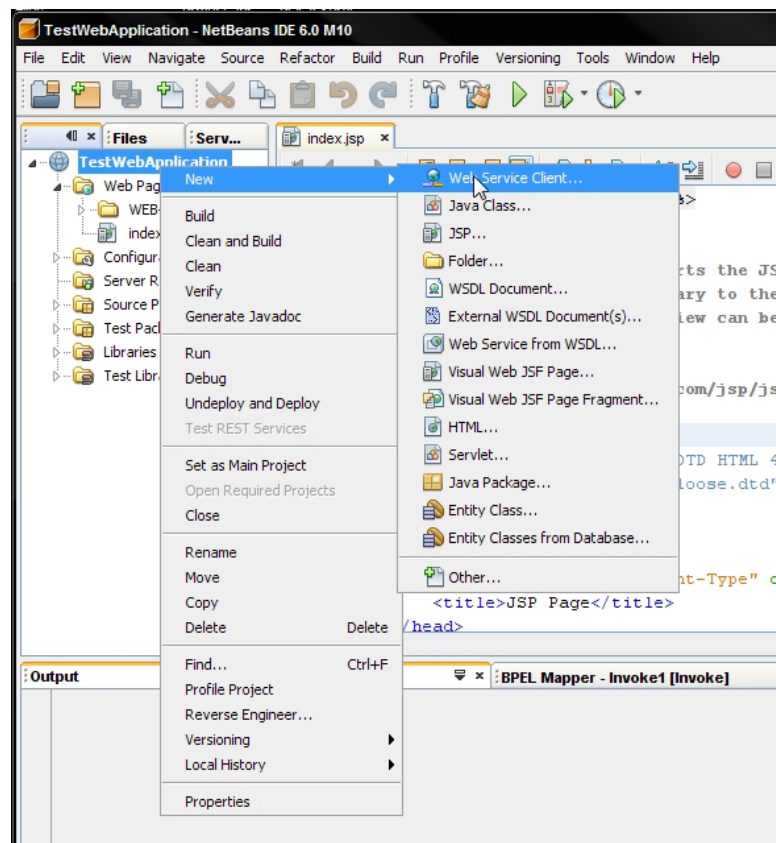 TestWebApplication - NetBeans IDE 6.0 M10
File Edit View Navigate Source Refactor Build Run Profile Versioning Tools Window Help
Files Serv... index.jsp
TestWebApplication
Web Pag
WEB-
index
Configura
Server R
Source P
Test Pac
Libraries
Test Libr
New
Build
Clean and Build
Clean
Verify
Generate Javadoc
Run
Debug
Undeploy and Deploy
Test REST Services
Set as Main Project
Open Required Projects
Close
Rename
Move
Copy
Delete Delete
Find... Ctrl+F
Profile Project
Reverse Engineer...
Versioning
Local History
Properties
Web Service Client...
Java Class...
JSP...
Folder...
WSDL Document...
External WSDL Document(s)...
Web Service from WSDL...
Visual Web JSF Page...
Visual Web JSF Page Fragment...
HTML...
Servlet...
Java Package...
Entity Class...
Entity Classes from Database...
Other...
%>
rts the JS
ary to the
iew can be
com/jsp/js
DTD HTML 4
loose.dtd"
nt-Type" c
<title>JSP Page</title>
/head>
Output
BPEL Mapper - Invoke1 [Invoke]